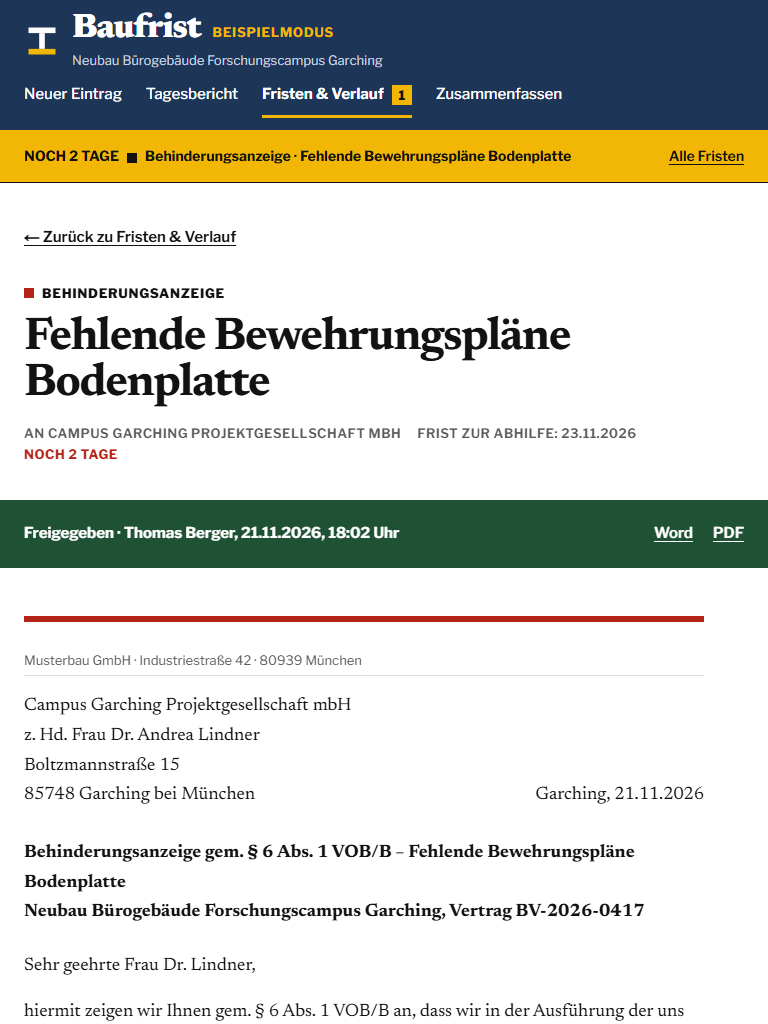 Baufrist BEISPIELMODUS
Neubau Bürogebäude Forschungscampus Garching
Neuer Eintrag Tagesbericht Fristen & Verlauf 1 Zusammenfassen
NOCH 2 TAGE ■ Behinderungsanzeige · Fehlende Bewehrungspläne Bodenplatte Alle Fristen
← Zurück zu Fristen & Verlauf
BEHINDERUNGSANZEIGE
Fehlende Bewehrungspläne
Bodenplatte
AN CAMPUS GARCHING PROJEKTGESELLSCHAFT MBH FRIST ZUR ABHILFE: 23.11.2026
NOCH 2 TAGE
Freigegeben · Thomas Berger, 21.11.2026, 18:02 Uhr Word PDF
Musterbau GmbH · Industriestraße 42 · 80939 München
Campus Garching Projektgesellschaft mbH
z. Hd. Frau Dr. Andrea Lindner
Boltzmannstraße 15
85748 Garching bei München Garching, 21.11.2026
Behinderungsanzeige gem. § 6 Abs. 1 VOB/B – Fehlende Bewehrungspläne
Bodenplatte
Neubau Bürogebäude Forschungscampus Garching, Vertrag BV-2026-0417
Sehr geehrte Frau Dr. Lindner,
hiermit zeigen wir Ihnen gem. § 6 Abs. 1 VOB/B an, dass wir in der Ausführung der uns